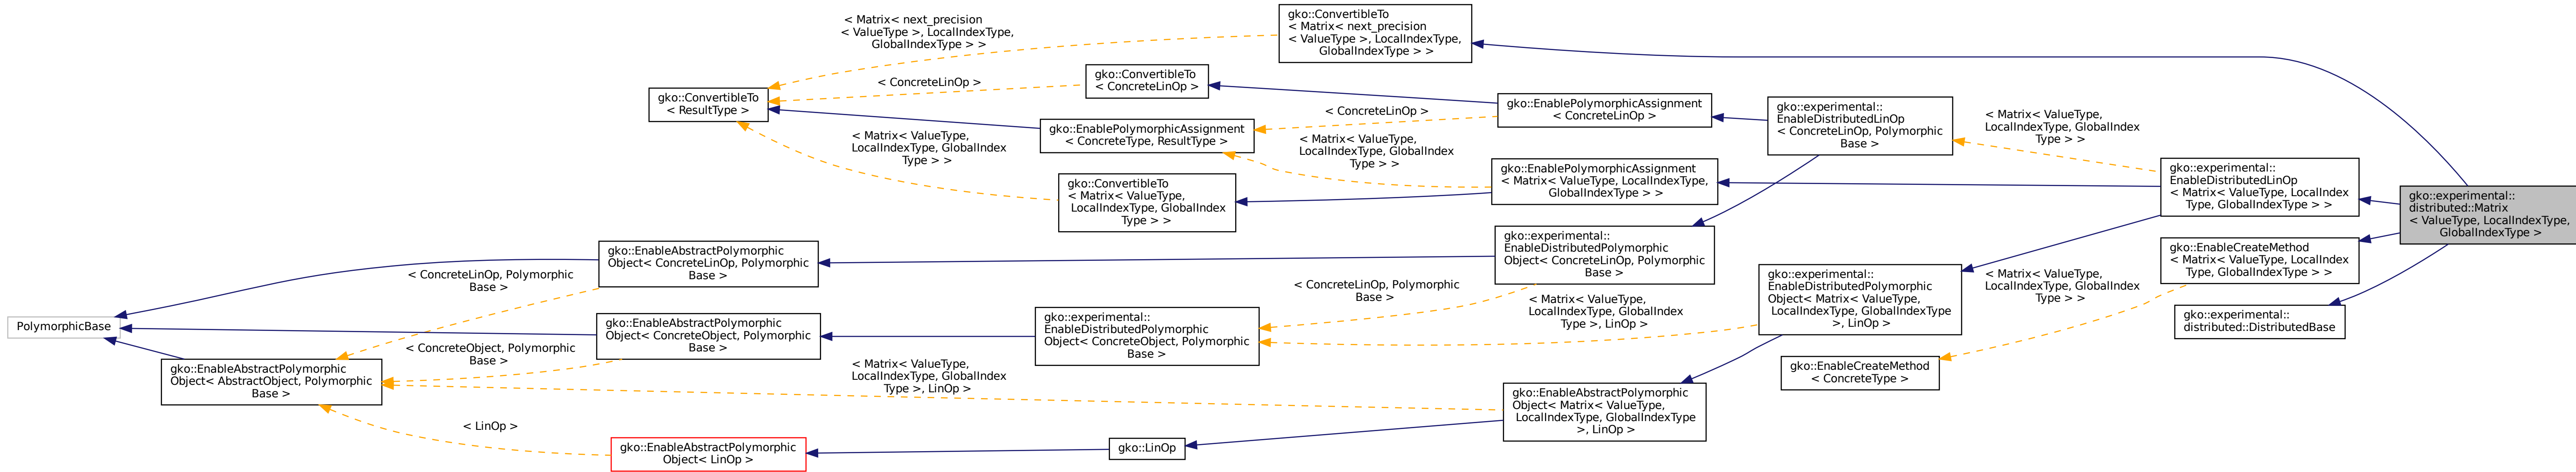 PolymorphicBase
gko::EnableAbstractPolymorphic
Object< AbstractObject, Polymorphic
Base >
< ConcreteLinOp, Polymorphic
Base >
< ConcreteObject, Polymorphic
Base >
< LinOp >
gko::EnableAbstractPolymorphic
Object< ConcreteLinOp, Polymorphic
Base >
gko::EnableAbstractPolymorphic
Object< ConcreteObject, Polymorphic
Base >
gko::EnableAbstractPolymorphic
Object< LinOp >
gko::ConvertibleTo
< ResultType >
< Matrix< next_precision
< ValueType >, LocalIndexType,
GlobalIndexType > >
< ConcreteLinOp >
< Matrix< ValueType,
LocalIndexType, GlobalIndex
Type > >
< Matrix< ValueType,
LocalIndexType, GlobalIndex
Type >, LinOp >
gko::ConvertibleTo
< Matrix< next_precision
< ValueType >, LocalIndexType,
GlobalIndexType > >
gko::ConvertibleTo
< ConcreteLinOp >
gko::EnablePolymorphicAssignment
< ConcreteType, ResultType >
gko::ConvertibleTo
< Matrix< ValueType,
LocalIndexType, GlobalIndex
Type > >
gko::experimental::
EnableDistributedPolymorphic
Object< ConcreteObject, Polymorphic
Base >
gko::LinOp
< ConcreteLinOp >
< Matrix< ValueType,
LocalIndexType, GlobalIndex
Type > >
< ConcreteLinOp, Polymorphic
Base >
gko::EnablePolymorphicAssignment
< ConcreteLinOp >
gko::EnablePolymorphicAssignment
< Matrix< ValueType, LocalIndexType,
GlobalIndexType > >
gko::experimental::
EnableDistributedPolymorphic
Object< ConcreteLinOp, Polymorphic
Base >
< Matrix< ValueType,
LocalIndexType, GlobalIndex
Type >, LinOp >
gko::EnableAbstractPolymorphic
Object< Matrix< ValueType,
LocalIndexType, GlobalIndexType
>, LinOp >
gko::experimental::
EnableDistributedLinOp
< ConcreteLinOp, Polymorphic
Base >
gko::experimental::
EnableDistributedPolymorphic
Object< Matrix< ValueType,
LocalIndexType, GlobalIndexType
>, LinOp >
gko::EnableCreateMethod
< ConcreteType >
< Matrix< ValueType,
LocalIndexType, GlobalIndex
Type > >
< Matrix< ValueType,
LocalIndexType, GlobalIndex
Type > >
gko::experimental::
EnableDistributedLinOp
< Matrix< ValueType, LocalIndex
Type, GlobalIndexType > >
gko::EnableCreateMethod
< Matrix< ValueType, LocalIndex
Type, GlobalIndexType > >
gko::experimental::
distributed::DistributedBase
gko::experimental::
distributed::Matrix
< ValueType, LocalIndexType,
GlobalIndexType >